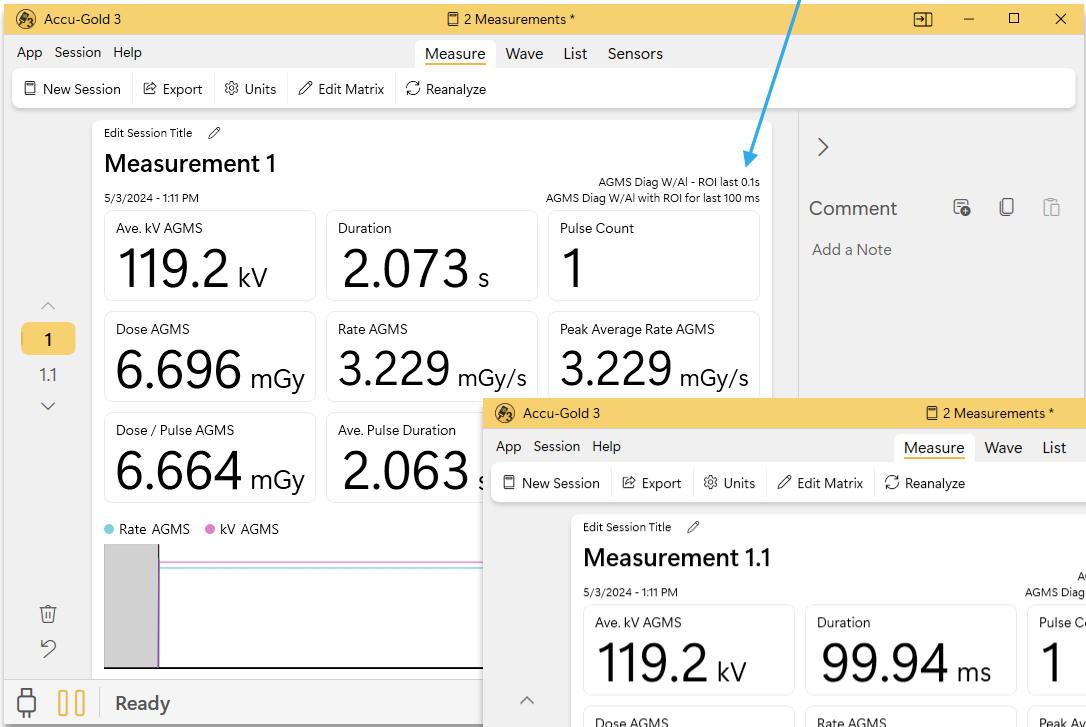 Accu-Gold 3
2 Measurements *
App Session Help
Measure Wave List Sensors
New Session Export Units Edit Matrix Reanalyze
Edit Session Title
Measurement 1
AGMS Diag W/Al - ROI last 0.1s
5/3/2024 - 1:11 PM
AGMS Diag W/Al with ROI for last 100 ms
Ave. kV AGMS
119.2 kV
Duration
2.073 s
Pulse Count
1
Dose AGMS
6.696 mGy
Rate AGMS
3.229 mGy/s
Peak Average Rate AGMS
3.229 mGy/s
Dose / Pulse AGMS
6.664 mGy
Ave. Pulse Duration
2.063 s
Rate AGMS kV AGMS
1
1.1
Comment
Add a Note
Ready
Accu-Gold 3
2 Measurements *
App Session Help
Measure Wave List
New Session Export Units Edit Matrix Reanalyze
Edit Session Title
Measurement 1.1
5/3/2024 - 1:11 PM
AGMS Diag
Ave. kV AGMS
119.2 kV
Duration
99.94 ms
Pulse Co
1
Dose AGMS
Rate AGMS
Peak Av